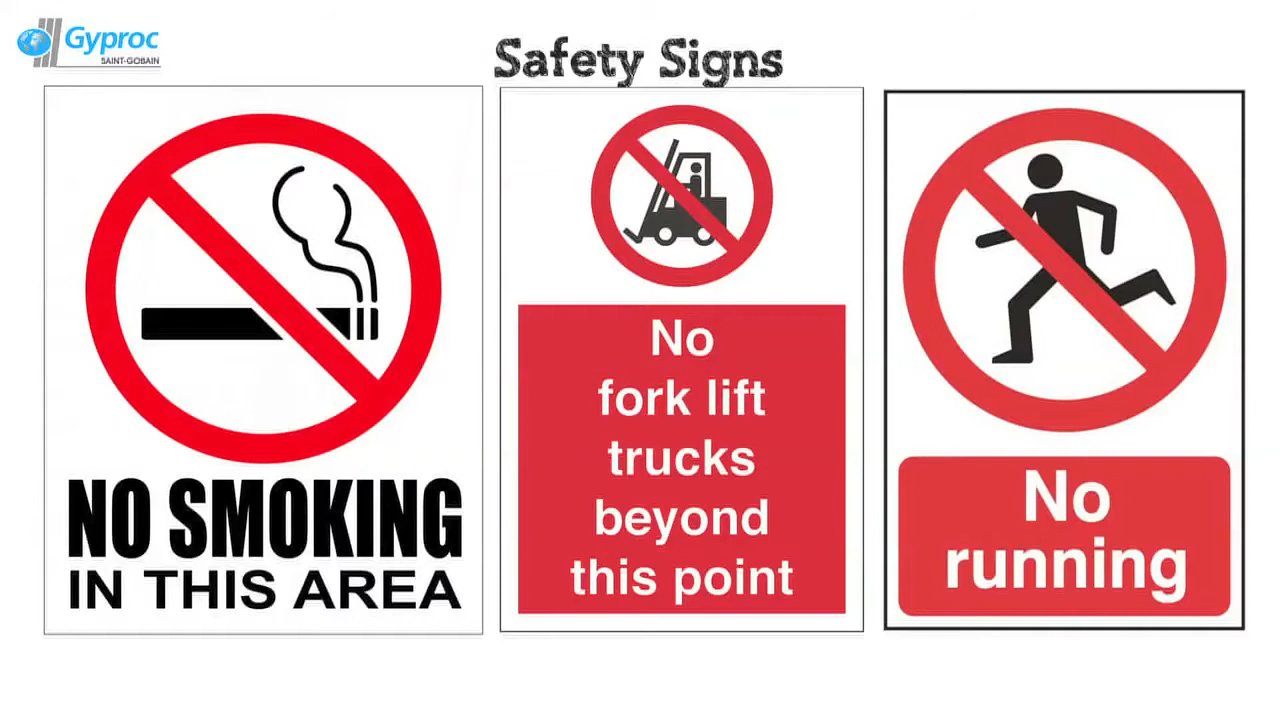 Gyproc
SAINT-GOBAIN
Safety Signs
NO SMOKING
IN THIS AREA
No
fork lift
trucks
beyond
this point
No
running